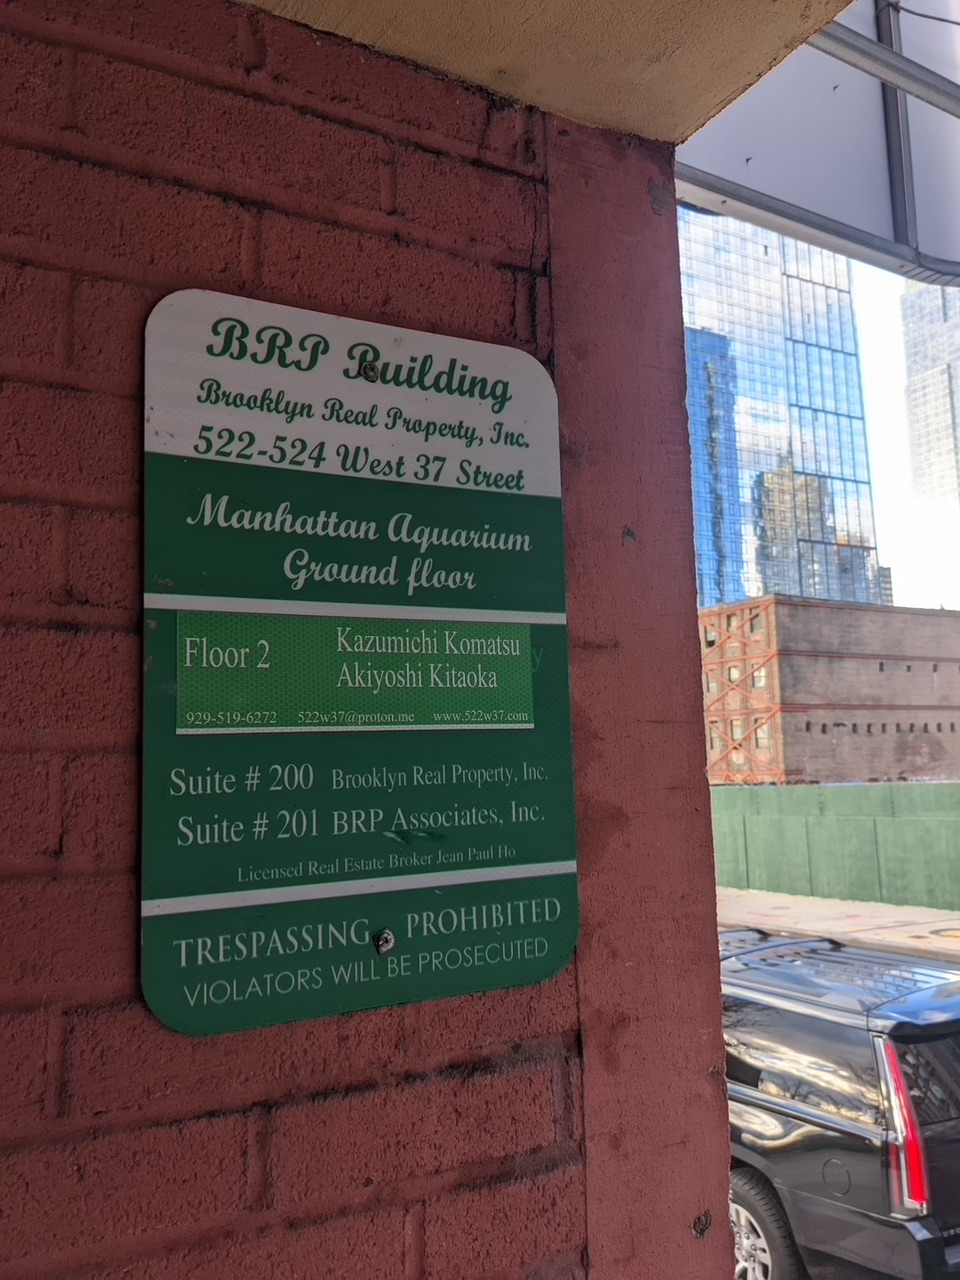 BRP Building
Brooklyn Real Property, Inc.
522-524 West 37 Street
Manhattan Aquarium
Ground floor
Floor 2 Kazumichi Komatsu
Akiyoshi Kitaoka
929-519-6272 522w37@proton.me www.522w37.com
Suite # 200 Brooklyn Real Property, Inc.
Suite # 201 BRP Associates, Inc.
Licensed Real Estate Broker Jean Paul Ho
TRESPASSING PROHIBITED
VIOLATORS WILL BE PROSECUTED